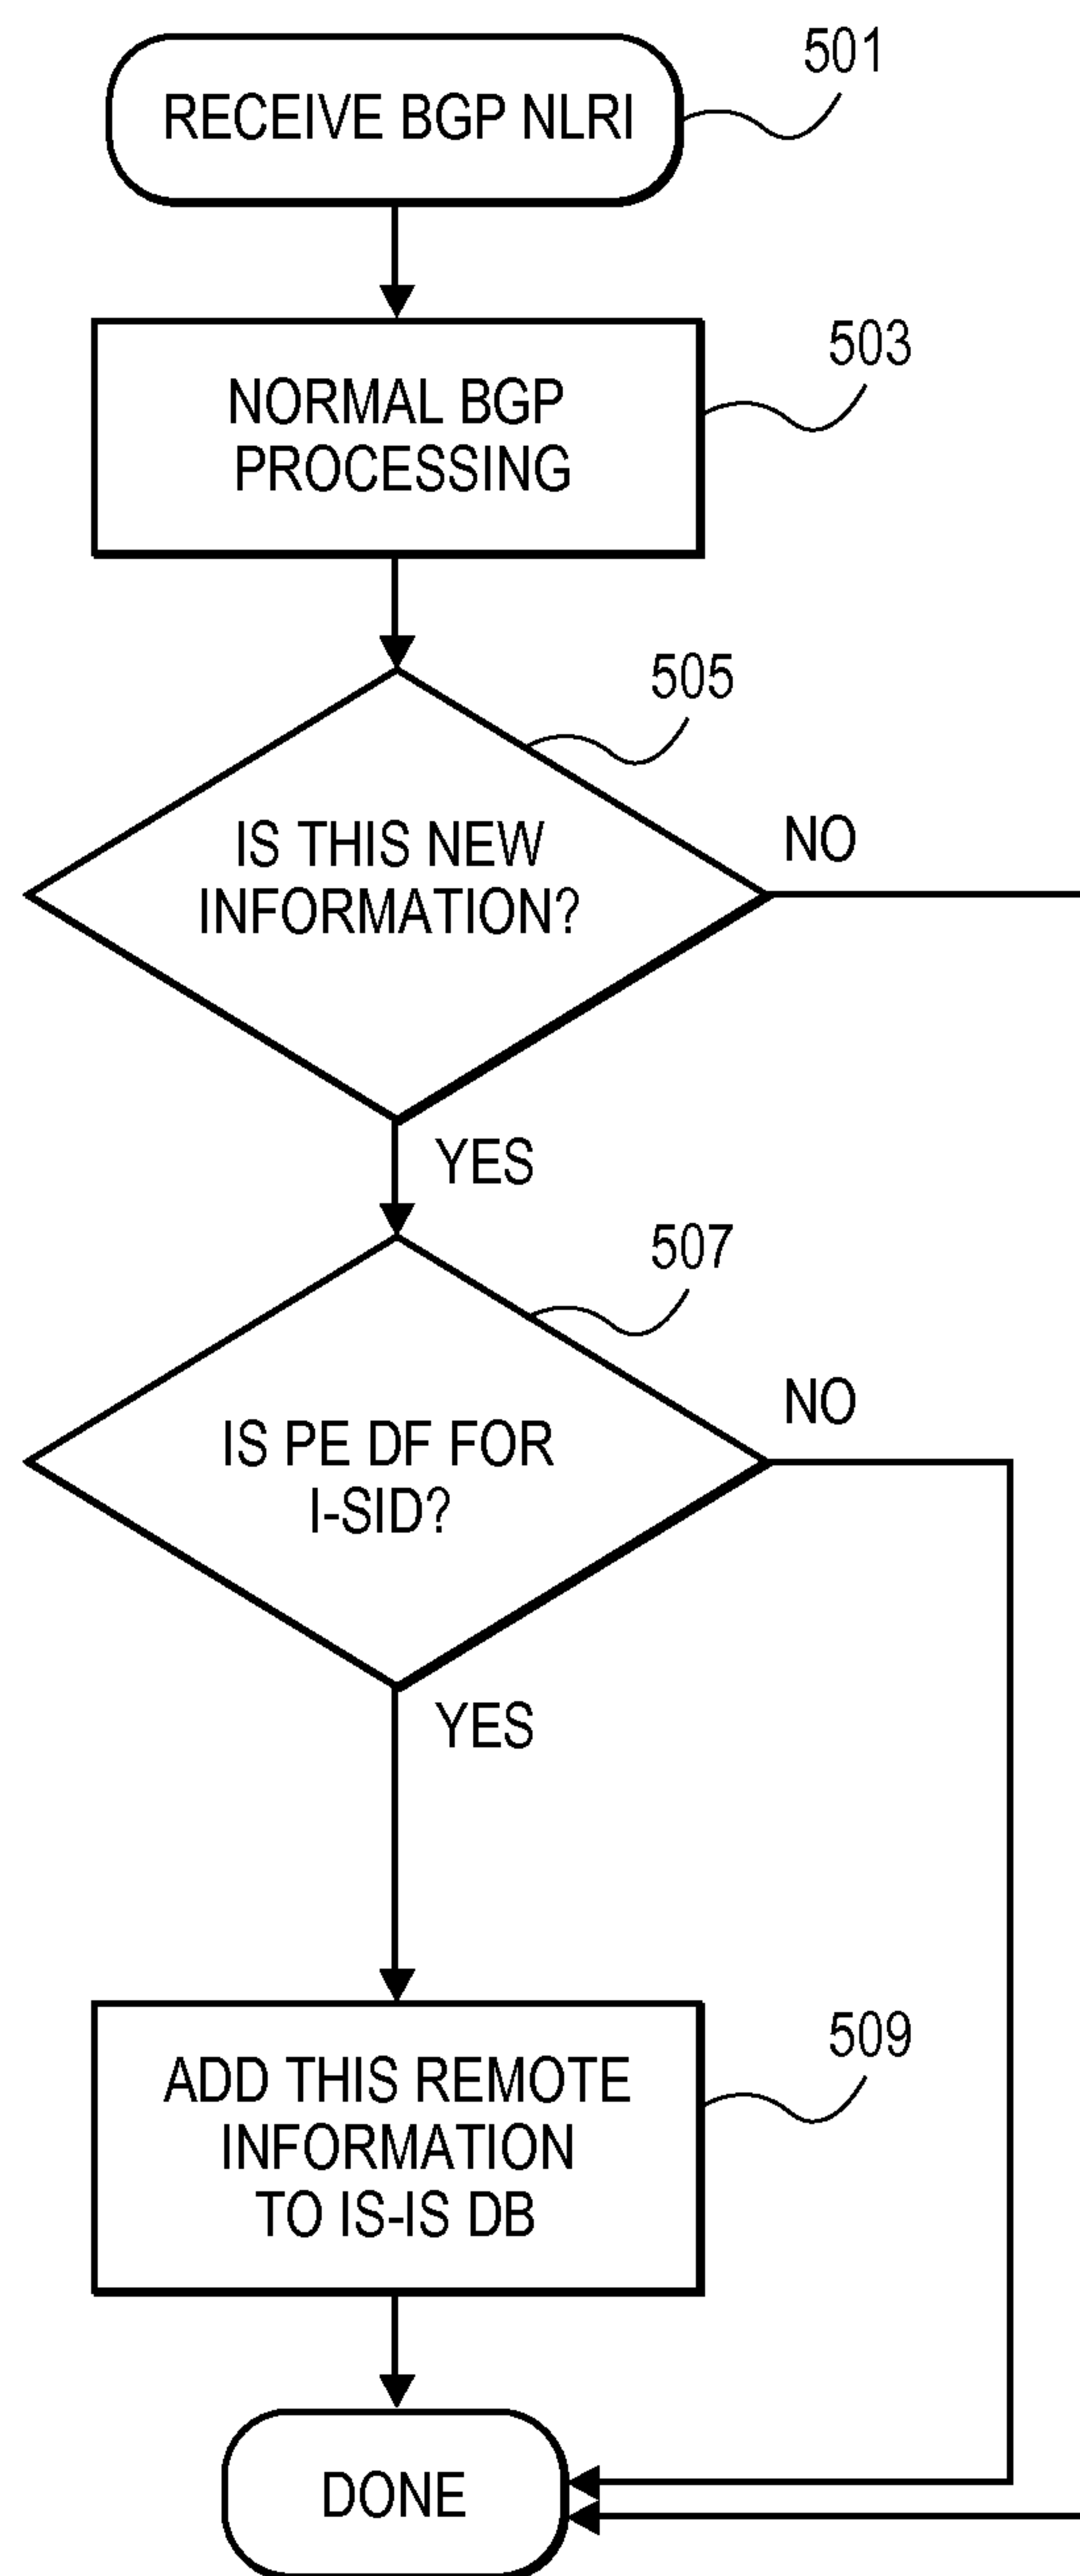 501
RECEIVE BGP NLRI
503
NORMAL BGP
PROCESSING
505
IS THIS NEW
INFORMATION?
NO
YES
507
IS PE DF FOR
I-SID?
NO
YES
509
ADD THIS REMOTE
INFORMATION
TO IS-IS DB
DONE